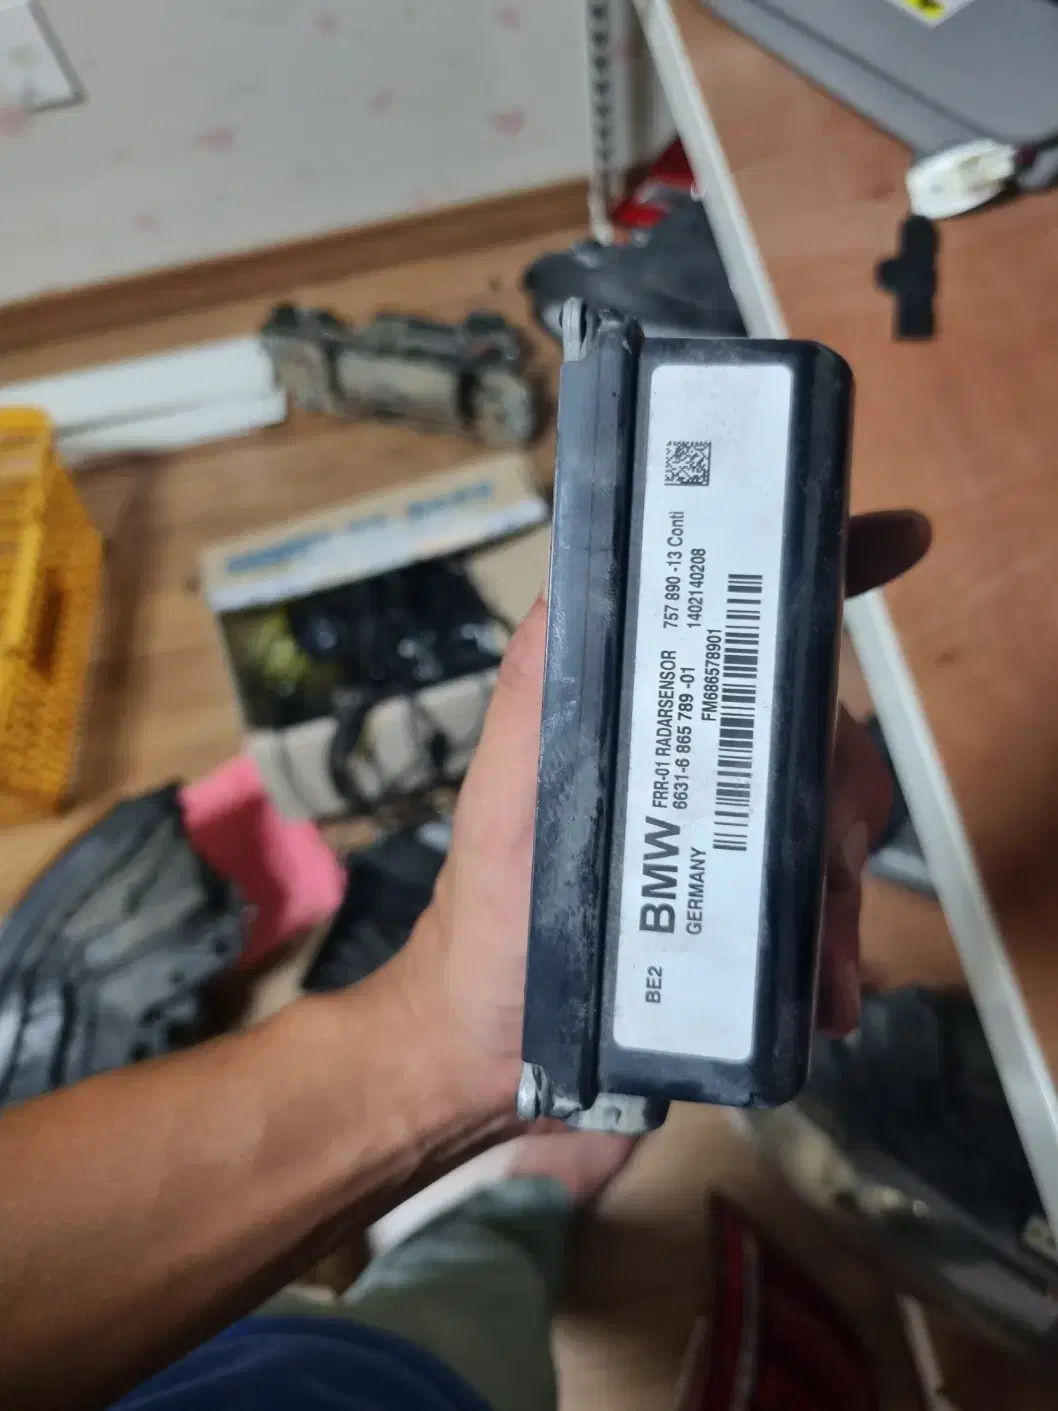 BE2
BMW FRR-01 RADARSENSOR 757 890 -13 Conti
GERMANY 6631-6 865 789 -01 1402140208
FM686578901